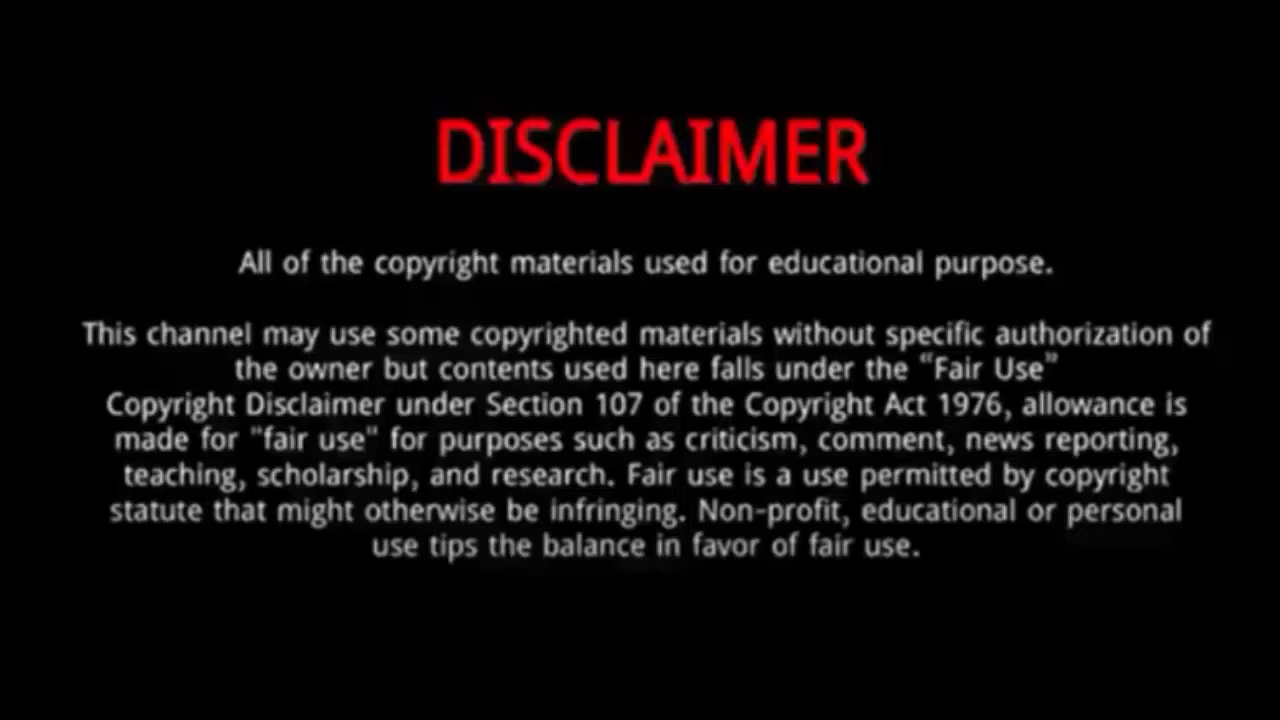 DISCLAIMER
All of the copyright materials used for educational purpose.
This channel may use some copyrighted materials without specific authorization of
the owner but contents used here falls under the “Fair Use”
Copyright Disclaimer under Section 107 of the Copyright Act 1976, allowance is
made for "fair use" for purposes such as criticism, comment, news reporting,
teaching, scholarship, and research. Fair use is a use permitted by copyright
statute that might otherwise be infringing. Non-profit, educational or personal
use tips the balance in favor of fair use.